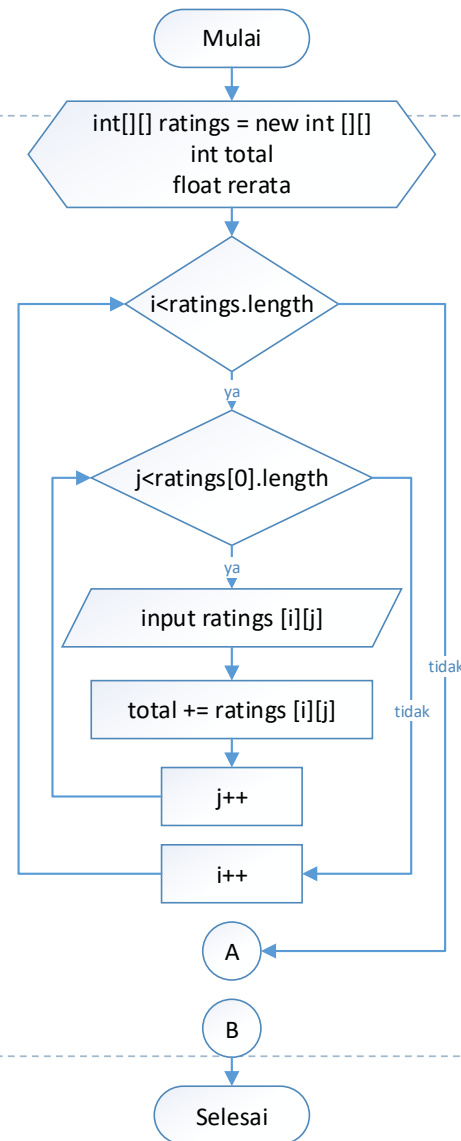 Mulai
int[][] ratings = new int [][]
int total
float rerata
i<ratings.length
ya
j<ratings[0].length
ya
input ratings [i][j]
tidak
total += ratings [i][j]
tidak
j++
i++
A
B
Selesai